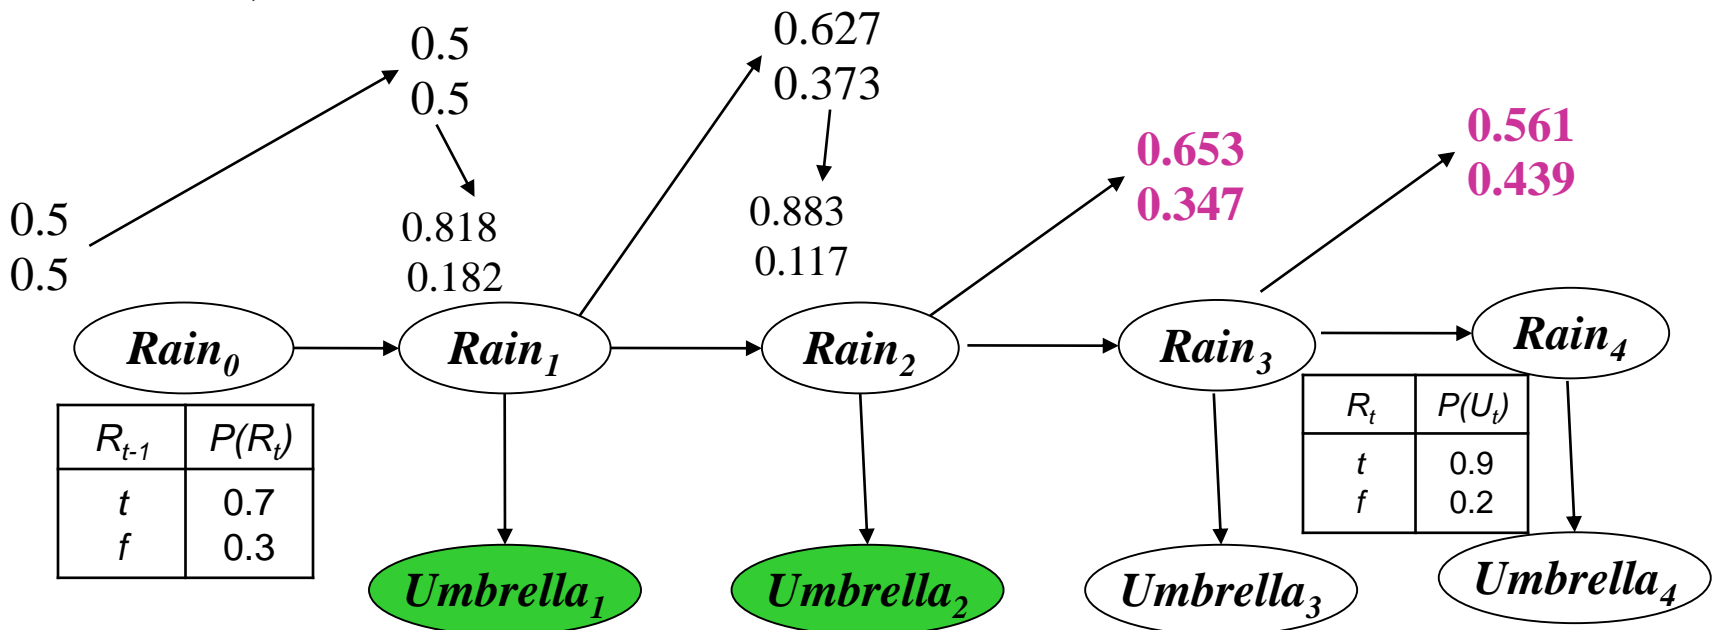 0.5
0.5
0.5
0.5
0.818
0.182
0.627
0.373
0.883
0.117
0.653
0.347
0.561
0.439
Rain0
Rain1
Rain2
Rain3
Rain4
Rt-1 P(Rt)
t 0.7
f 0.3
Rt P(Ut)
t 0.9
f 0.2
Umbrella1
Umbrella2
Umbrella3
Umbrella4